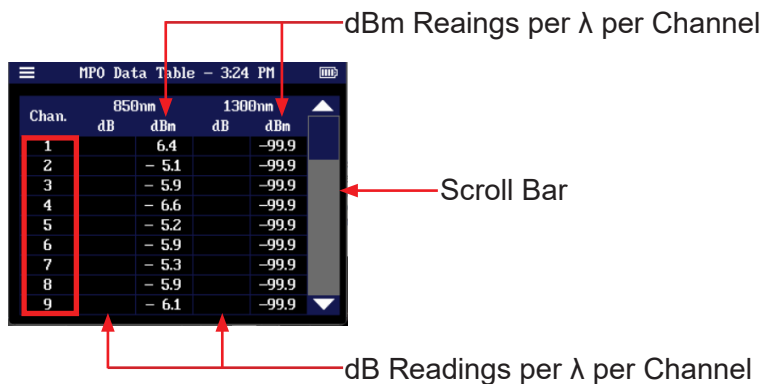 dBm Reaings per λ per Channel
MPO Data Table – 3:24 PM
Chan. 850nm 1300nm
dB dBm dB dBm
1 6.4 –99.9
2 – 5.1 –99.9
3 – 5.9 –99.9
4 – 6.6 –99.9
5 – 5.2 –99.9
6 – 5.9 –99.9
7 – 5.3 –99.9
8 – 5.9 –99.9
9 – 6.1 –99.9
Scroll Bar
dB Readings per λ per Channel